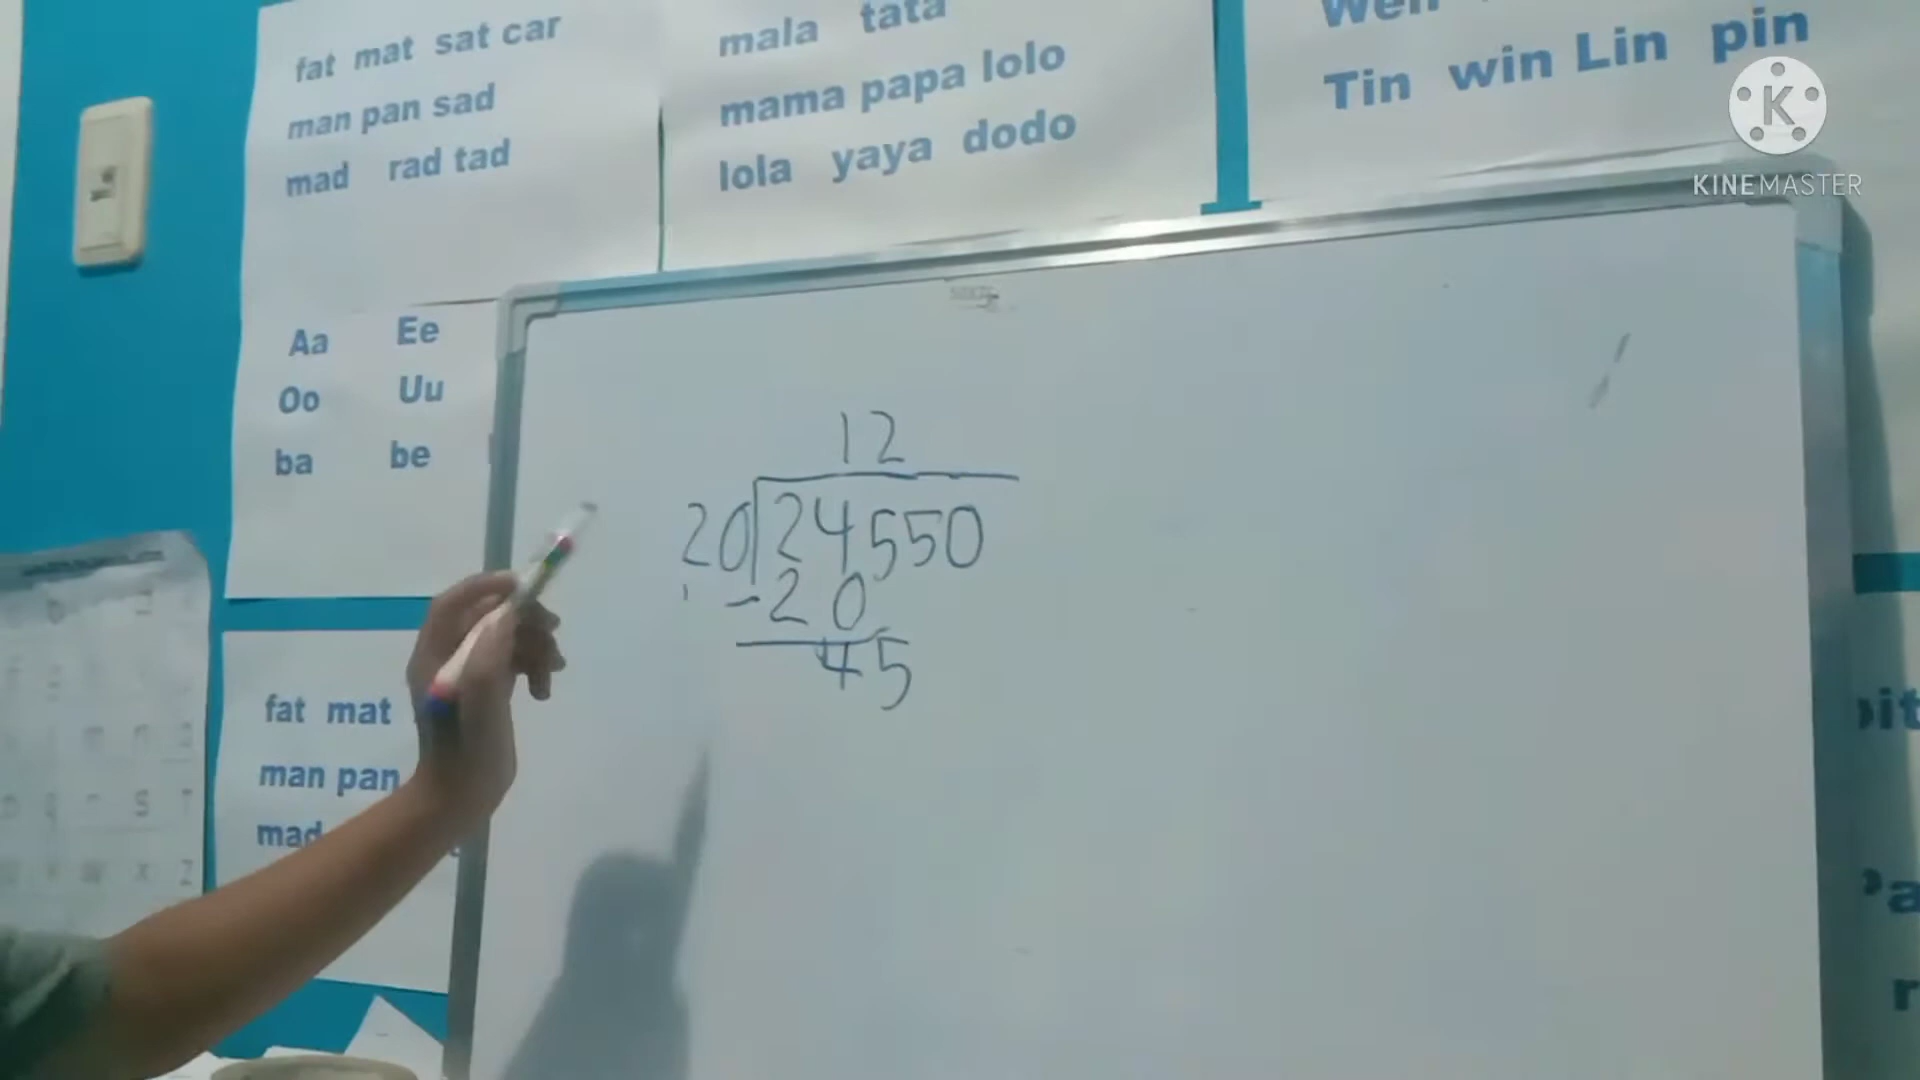 fat mat sat car
man pan sad
mad rad tad
mala tata
mama papa lolo
lola yaya dodo
Tin win Lin pin
KINEMASTER
Aa Ee
Oo Uu
ba be
12
20 24550
- 20
45
fat mat
man pan
mad